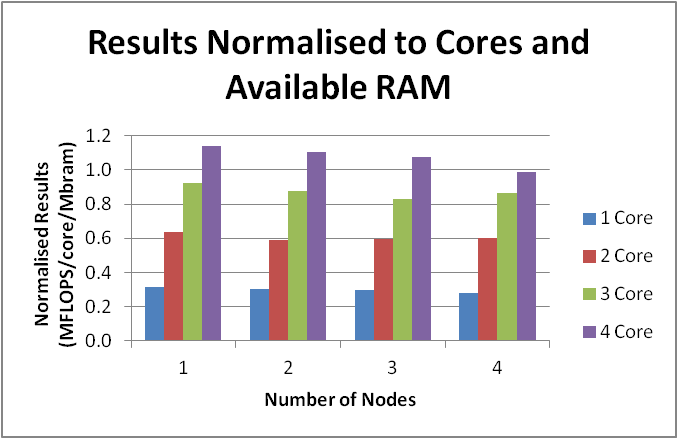 Results Normalised to Cores and
Available RAM
Normalised Results
(MFLOPS/core/Mbram)
1.2
1.0
0.8
0.6
0.4
0.2
0.0
1 2 3 4
Number of Nodes
1 Core
2 Core
3 Core
4 Core